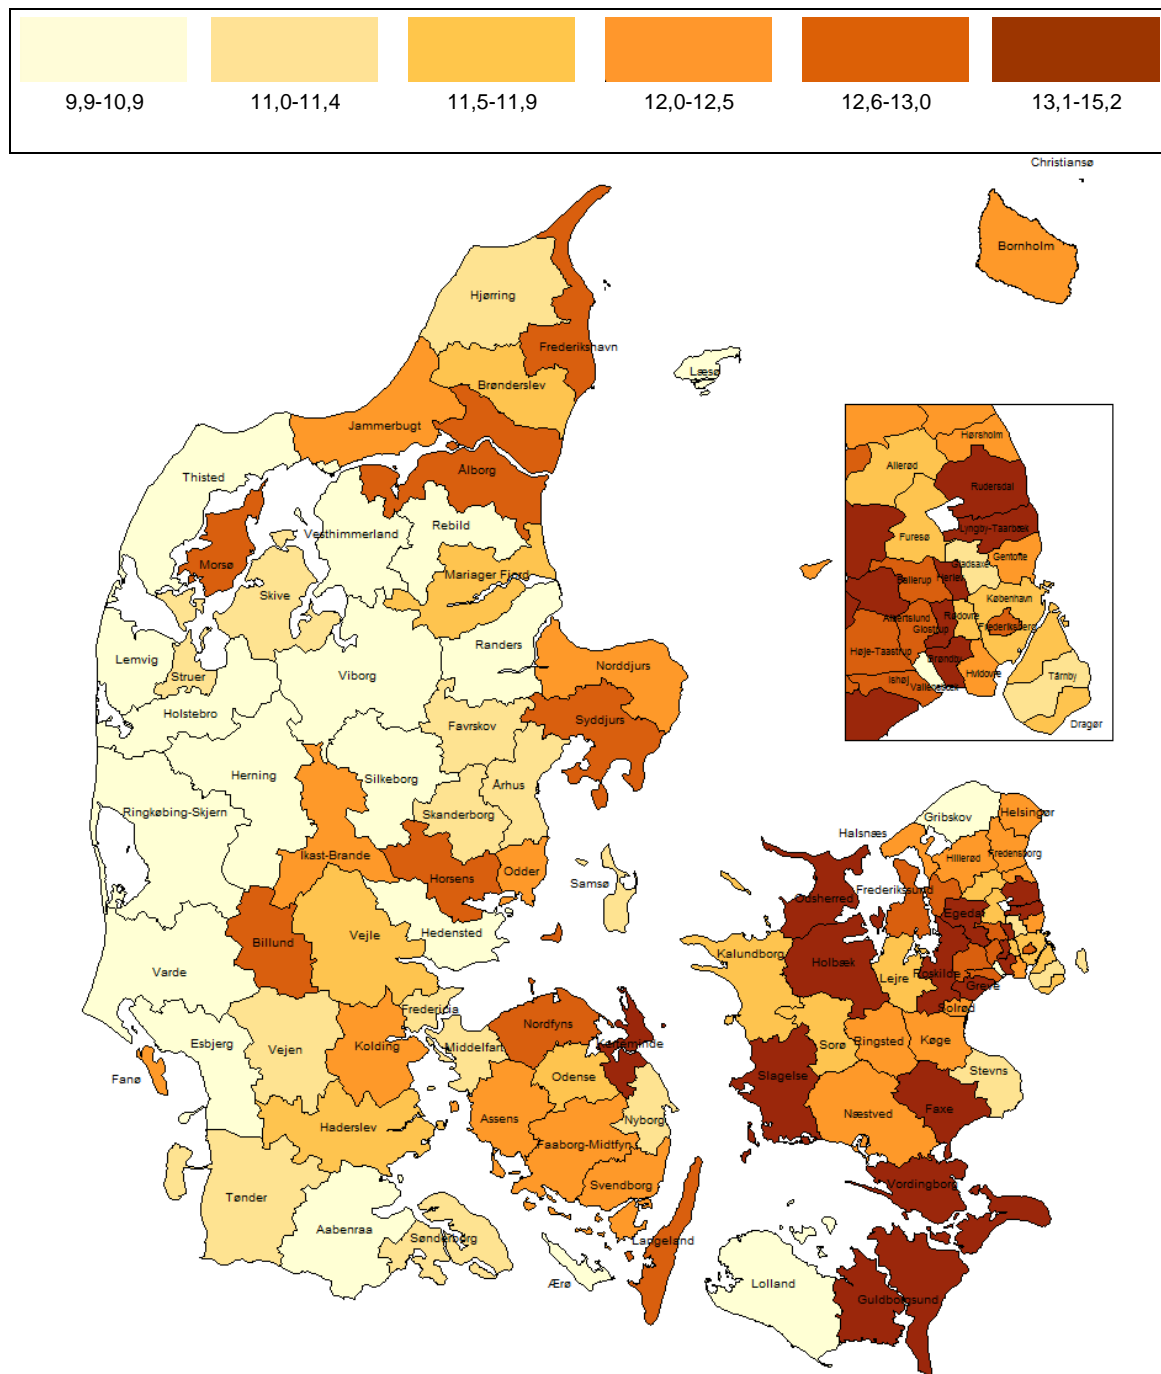 9,9-10,9 11,0-11,4 11,5-11,9 12,0-12,5 12,6-13,0 13,1-15,2
Christiansø
Bornholm
Hjørring
Frederikshavn
Læsø
Brønderslev
Jammerbugt
Hørsholm
Ålborg
Allerød
Thisted
Rudersdal
Rebild
Lyngby-Taarbæk
Vesthimmerland
Furesø
Gentofte
Morsø
Gladsaxe
Mariager Fjord
Ballerup
Herlev
Skive
København
Albertslund
Rødovre
Glostrup
Frederiksberg
Randers
Høje-Taastrup
Lemvig
Brøndby
Norddjurs
Hvidovre
Viborg
Struer
Tårnby
Ishøj
Vallensbæk
Holstebro
Syddjurs
Dragør
Favrskov
Herning
Silkeborg
Århus
Ringkøbing-Skjern
Skanderborg
Gribskov
Helsingør
Halsnæs
Ikast-Brande
Hillerød
Fredensborg
Odder
Horsens
Samsø
Frederikssund
Odsherred
Egedal
Hedensted
Vejle
Billund
Kalundborg
Holbæk
Varde
Roskilde
Lejre
Greve
Fredericia
Solrød
Nordfyns
Kolding
Køge
Esbjerg
Kerteminde
Ringsted
Sorø
Middelfart
Vejen
Stevns
Slagelse
Odense
Fanø
Faxe
Næstved
Assens
Nyborg
Haderslev
Faaborg-Midtfyn
Svendborg
Vordingborg
Tønder
Aabenraa
Sønderborg
Langeland
Ærø
Lolland
Guldborgsund